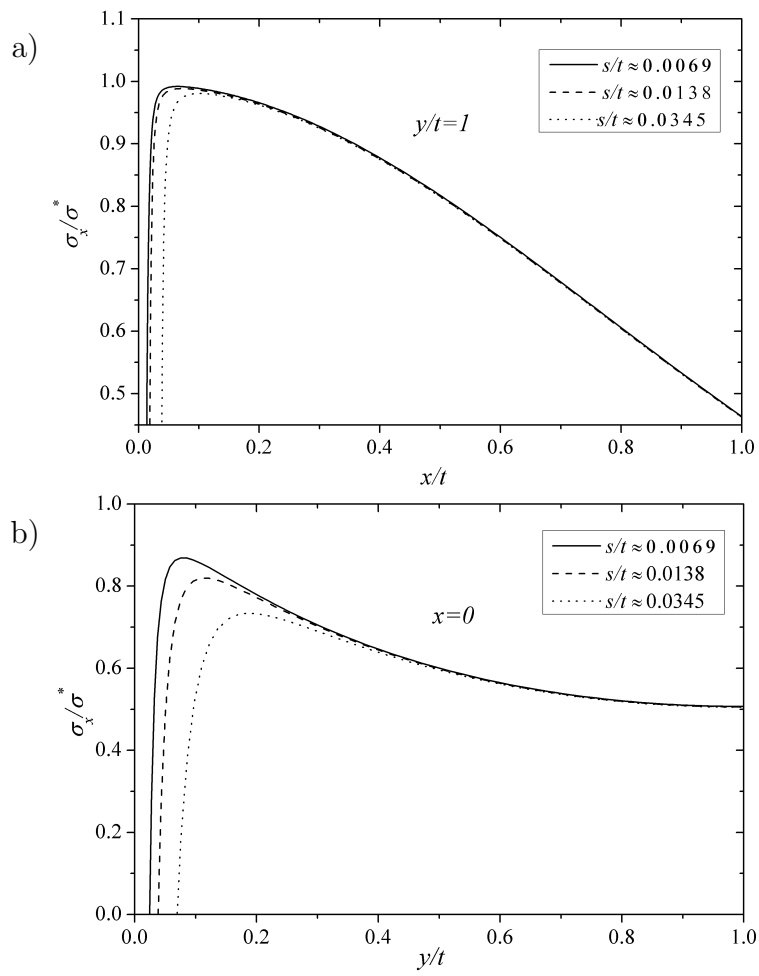 a)
1.1
1.0
0.9
0.8
0.7
0.6
0.5
σx/σ*
s/t ≈ 0.0069
s/t ≈ 0.0138
s/t ≈ 0.0345
y/t=1
0.0 0.2 0.4 0.6 0.8 1.0
x/t
b)
1.0
0.8
0.6
0.4
0.2
0.0
σx/σ*
s/t ≈ 0.0069
s/t ≈ 0.0138
s/t ≈ 0.0345
x=0
0.0 0.2 0.4 0.6 0.8 1.0
y/t